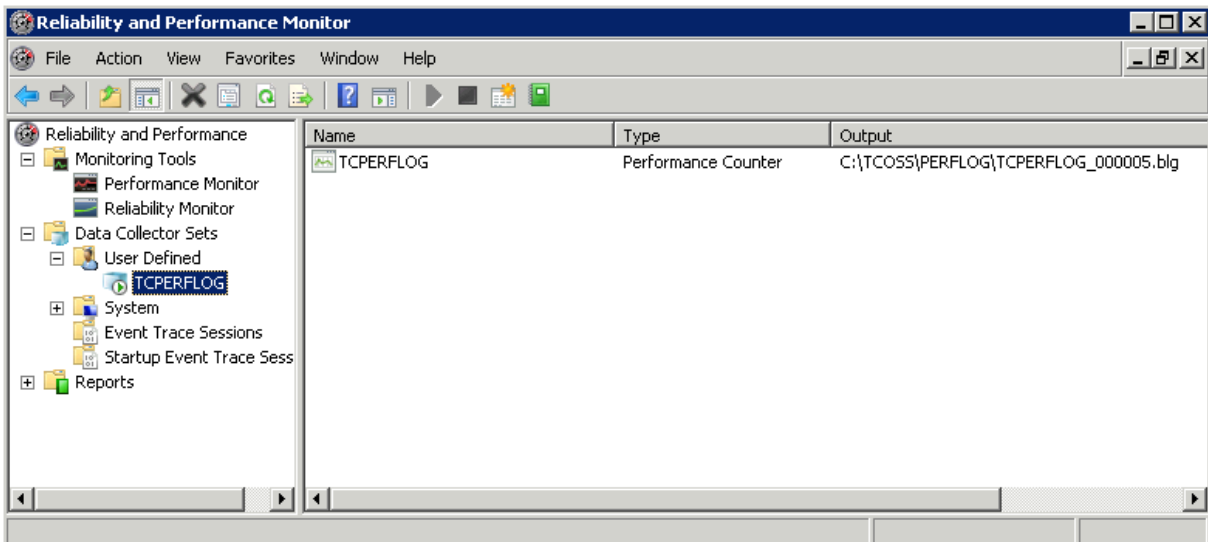 Reliability and Performance Monitor
File Action View Favorites Window Help
Reliability and Performance
Monitoring Tools
Performance Monitor
Reliability Monitor
Data Collector Sets
User Defined
TCPERFLOG
System
Event Trace Sessions
Startup Event Trace Sess
Reports
Name Type Output
TCPERFLOG Performance Counter C:\TCOSS\PERFLOG\TCPERFLOG_000005.blg